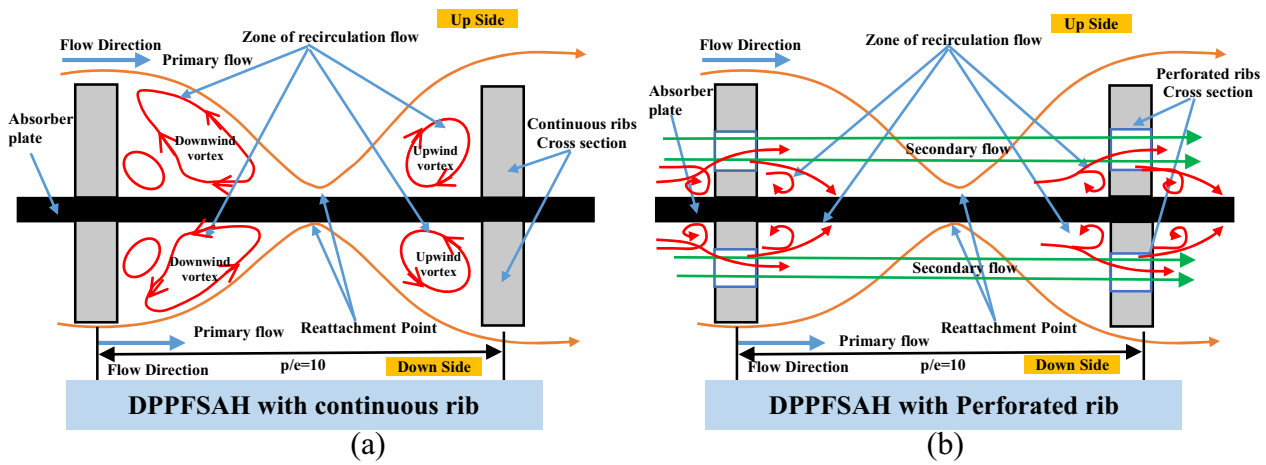 Up Side
Flow Direction
Zone of recirculation flow
Primary flow
Absorber
plate
Downwind
vortex
Upwind
vortex
Continuous ribs
Cross section
Downwind
vortex
Upwind
vortex
Primary flow
Reattachment Point
Flow Direction
p/e=10
Down Side
DPPFSAH with continuous rib
(a)
Up Side
Flow Direction
Zone of recirculation flow
Perforated ribs
Cross section
Absorber
plate
Secondary flow
Secondary flow
Primary flow
Reattachment Point
Flow Direction
p/e=10
Down Side
DPPFSAH with Perforated rib
(b)